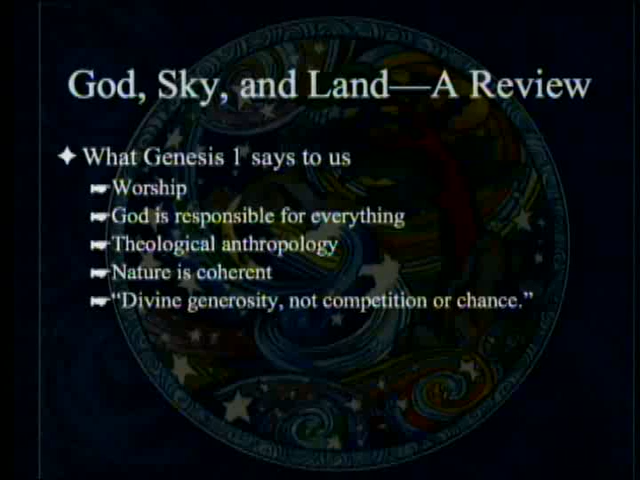 God, Sky, and Land—A Review
What Genesis 1 says to us
Worship
God is responsible for everything
Theological anthropology
Nature is coherent
“Divine generosity, not competition or chance.”